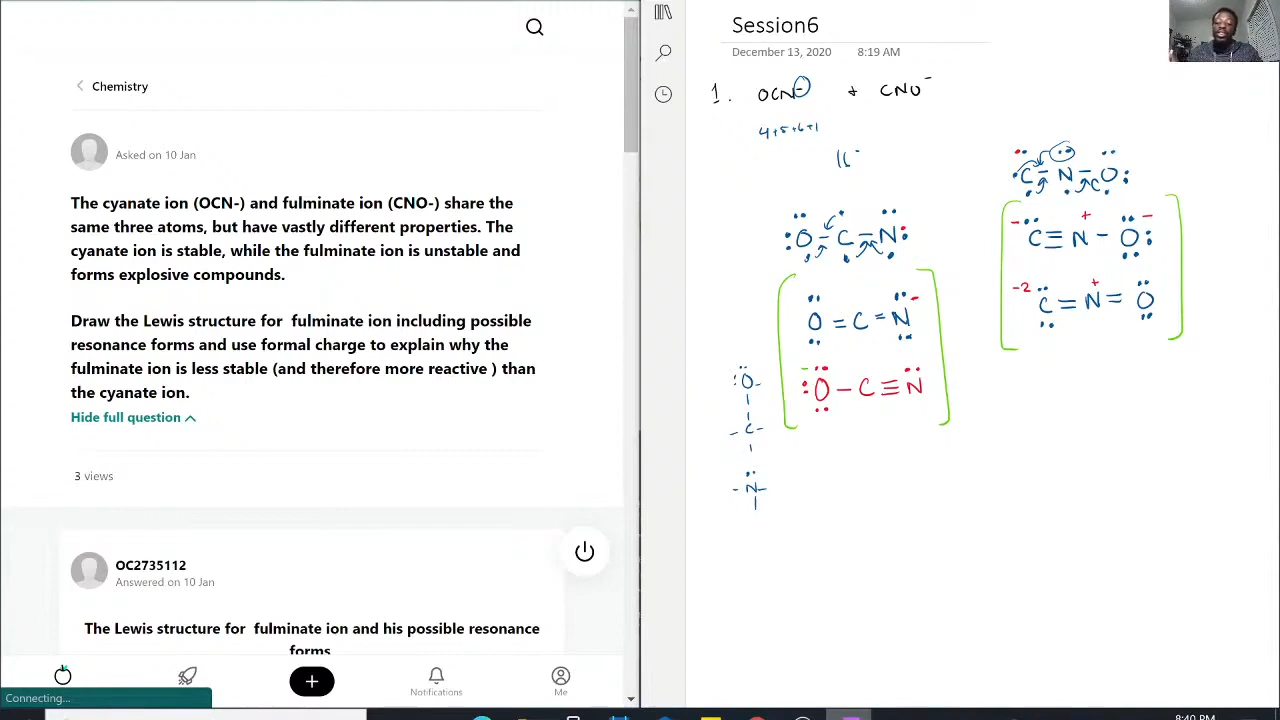 Chemistry
Asked on 10 Jan
The cyanate ion (OCN-) and fulminate ion (CNO-) share the
same three atoms, but have vastly different properties. The
cyanate ion is stable, while the fulminate ion is unstable and
forms explosive compounds.
Draw the Lewis structure for fulminate ion including possible
resonance forms and use formal charge to explain why the
fulminate ion is less stable (and therefore more reactive ) than
the cyanate ion.
Hide full question
3 views
OC2735112
Answered on 10 Jan
The Lewis structure for fulminate ion and his possible resonance
forms
Notifications
Me
Connecting...
Session6
December 13, 2020 8:19 AM
1. OCN- + CNO-
4+5+6+1
16-
O - C - N
O = C = N -
- O - C ≡ N
O
- C -
- N -
C - N - O
- C ≡ N + - O -
-2 C = N + = O
8:40 PM